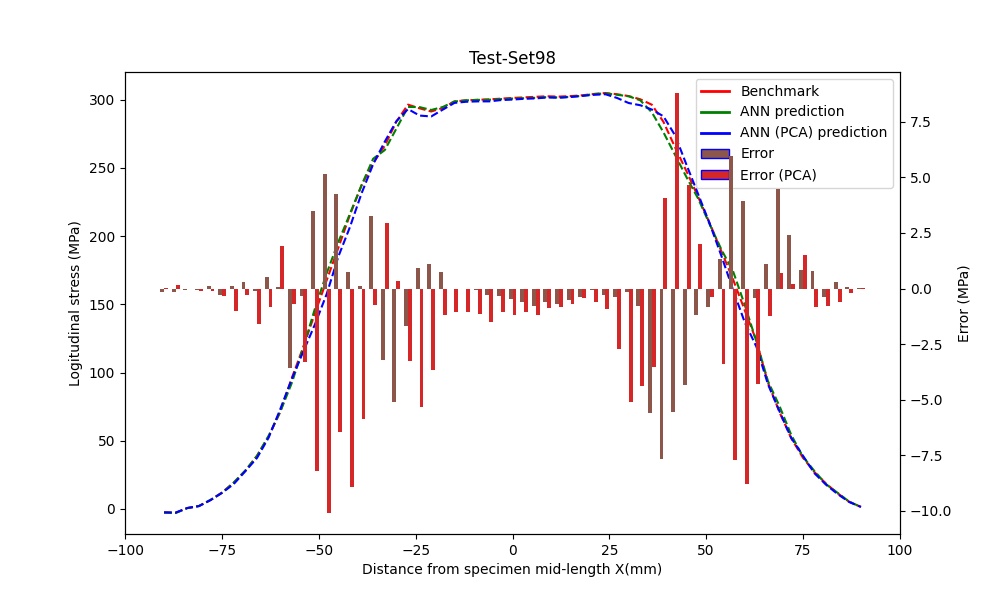 Test-Set98
Logitudinal stress (MPa)
300
250
200
150
100
50
0
Benchmark
ANN prediction
ANN (PCA) prediction
Error
Error (PCA)
7.5
5.0
2.5
0.0
−2.5
−5.0
−7.5
−10.0
Error (MPa)
−100 −75 −50 −25 0 25 50 75 100
Distance from specimen mid-length X(mm)